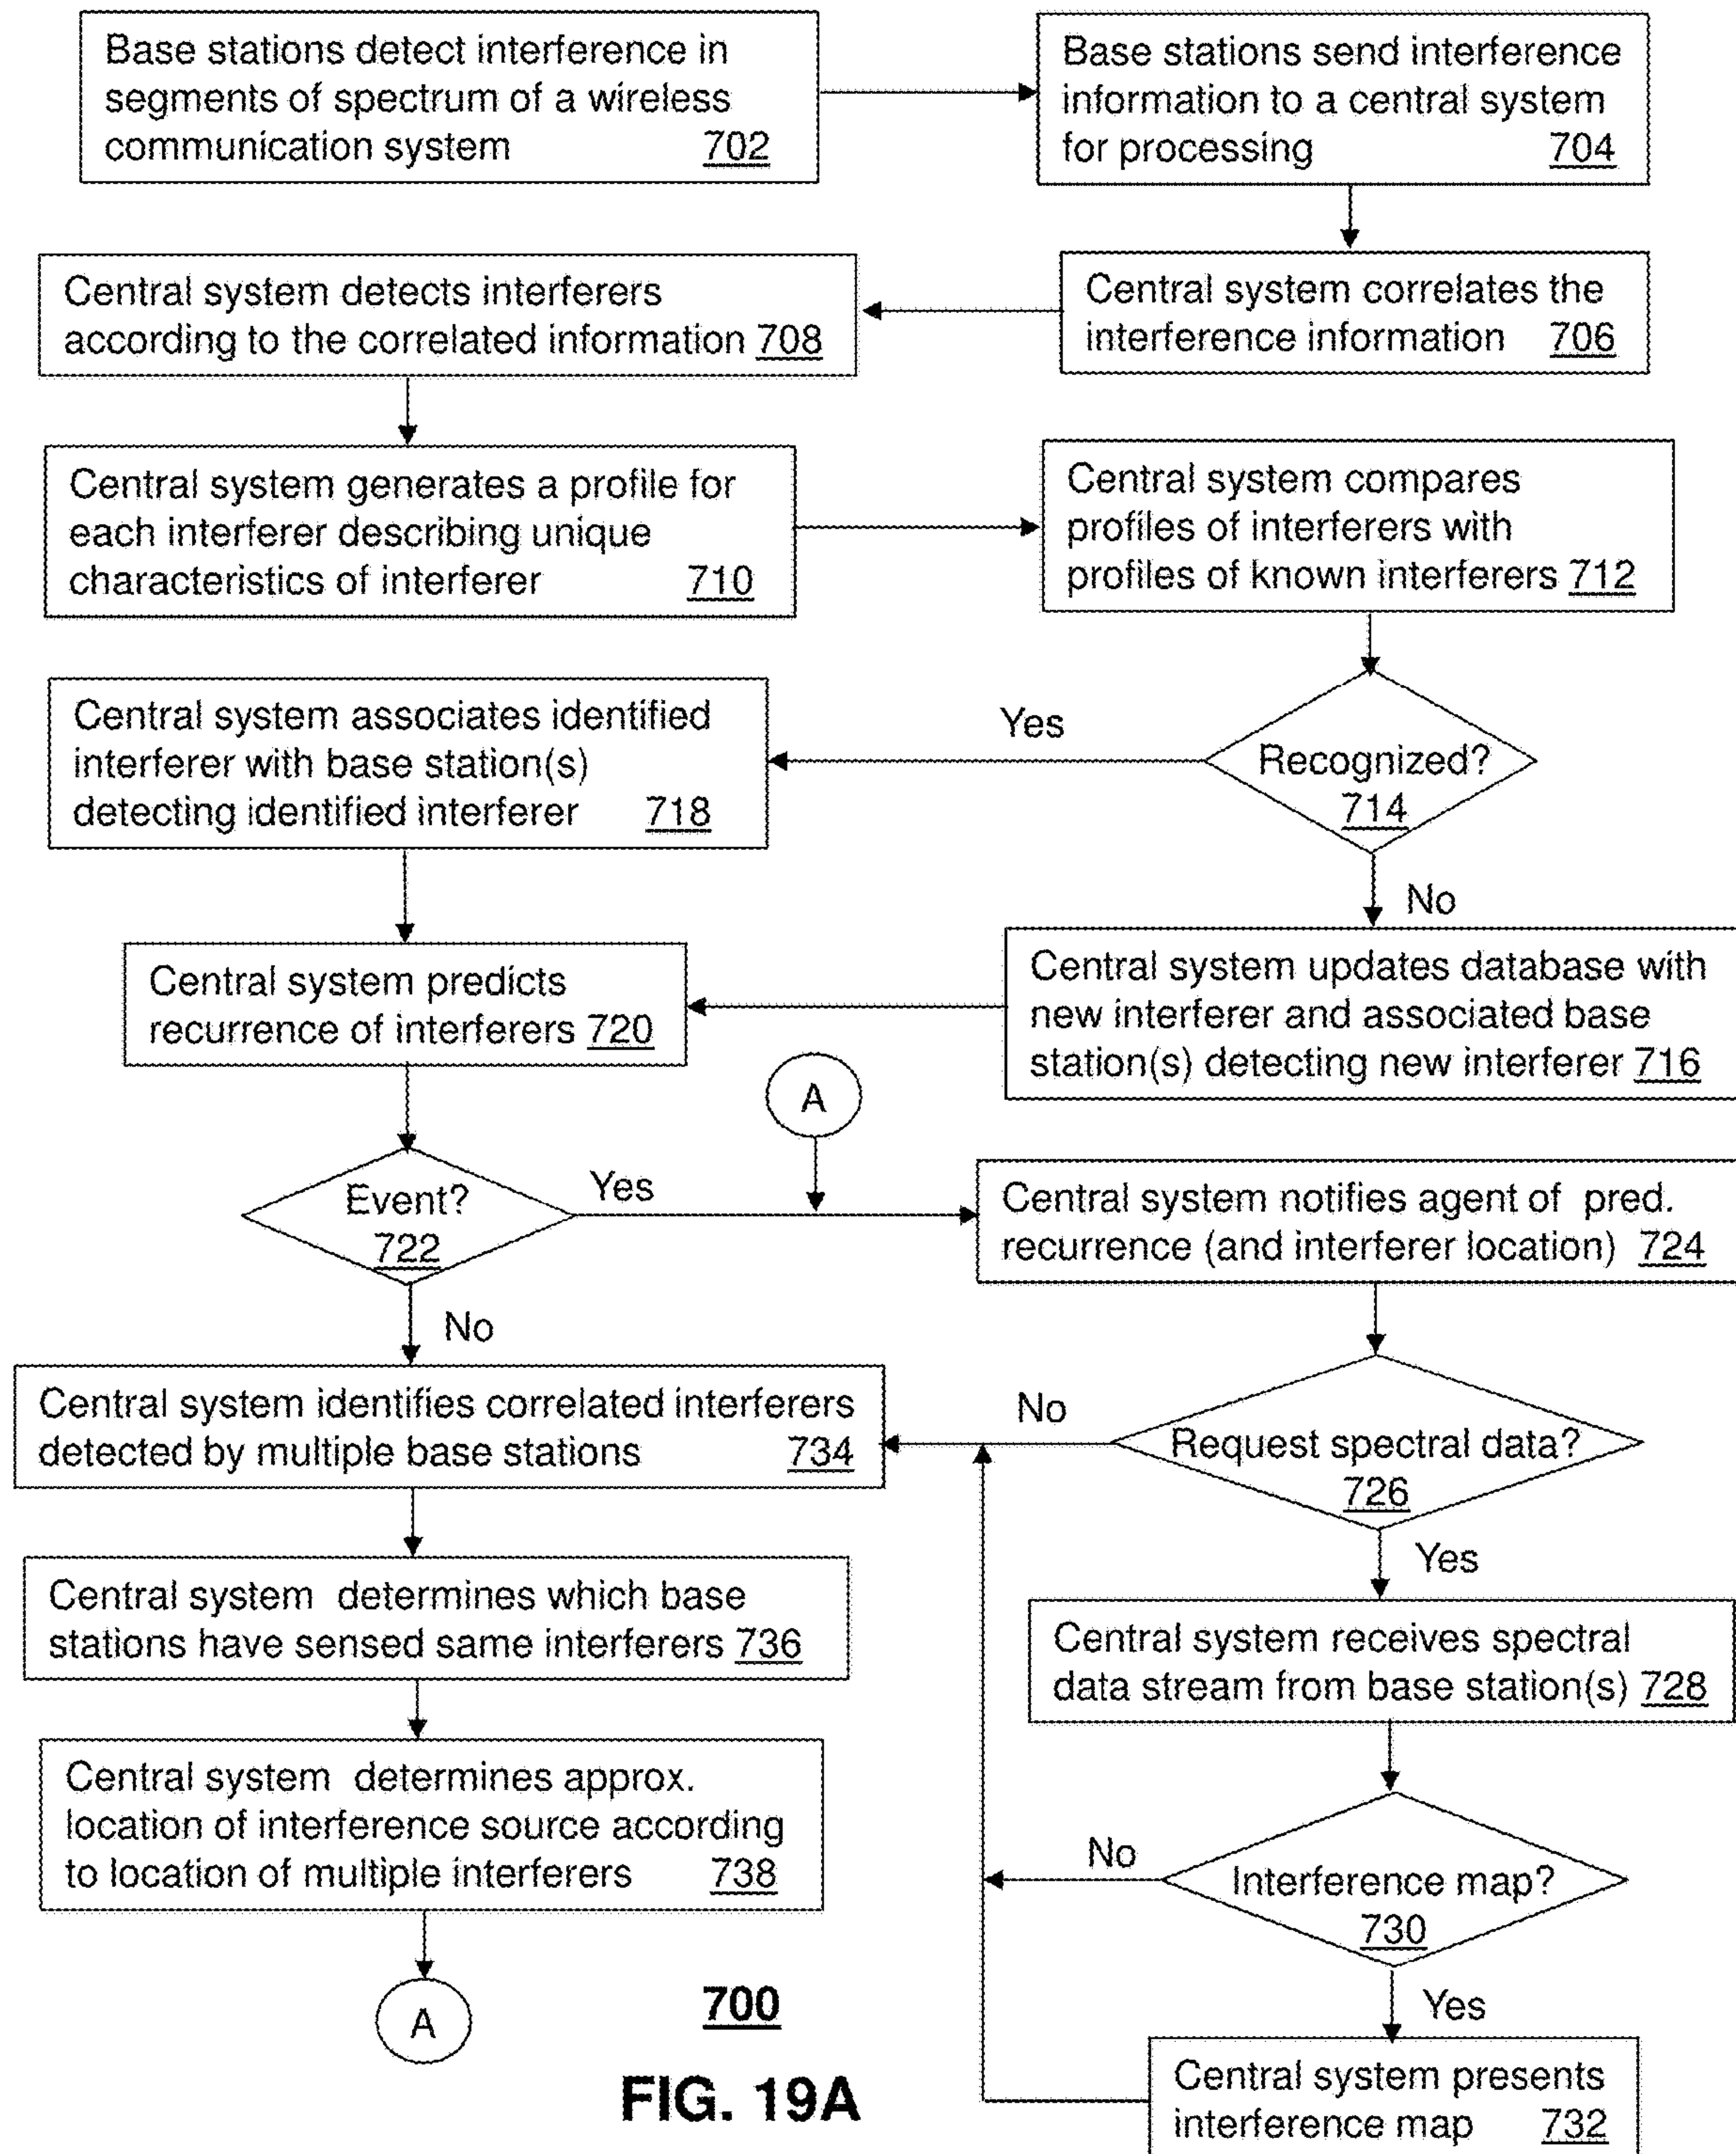 Base stations detect interference in
segments of spectrum of a wireless
communication system 702
Base stations send interference
information to a central system
for processing 704
Central system correlates the
interference information 706
Central system detects interferers
according to the correlated information 708
Central system generates a profile for
each interferer describing unique
characteristics of interferer 710
Central system compares
profiles of interferers with
profiles of known interferers 712
Recognized?
714
Yes
No
Central system associates identified
interferer with base station(s)
detecting identified interferer 718
Central system updates database with
new interferer and associated base
station(s) detecting new interferer 716
Central system predicts
recurrence of interferers 720
A
Event?
722
Yes
No
Central system notifies agent of pred.
recurrence (and interferer location) 724
Request spectral data?
726
No
Yes
Central system identifies correlated interferers
detected by multiple base stations 734
Central system determines which base
stations have sensed same interferers 736
Central system receives spectral
data stream from base station(s) 728
Central system determines approx.
location of interference source according
to location of multiple interferers 738
Interference map?
730
No
Yes
A
Central system presents
interference map 732
700
FIG. 19A